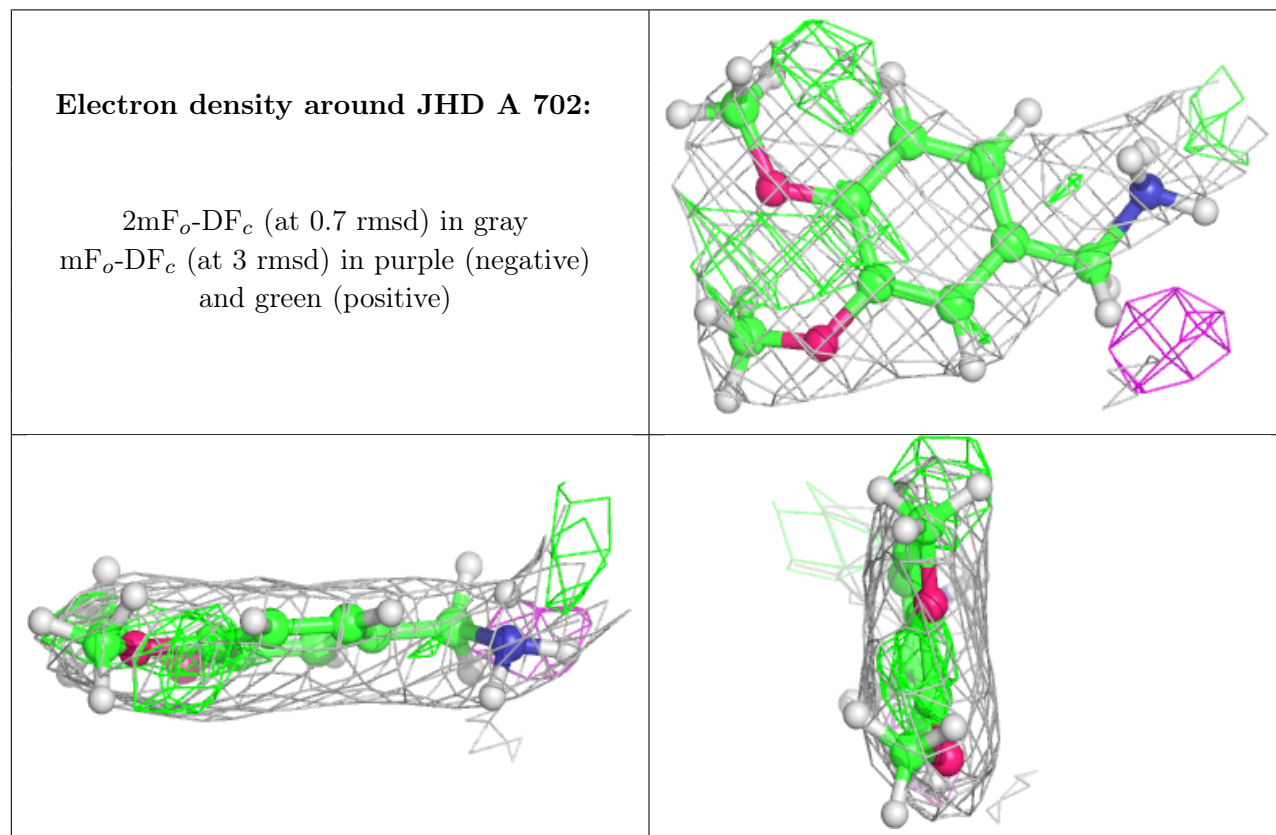 Electron density around JHD A 702:
2mFₒ-DF𝒸 (at 0.7 rmsd) in gray
mFₒ-DF𝒸 (at 3 rmsd) in purple (negative)
and green (positive)